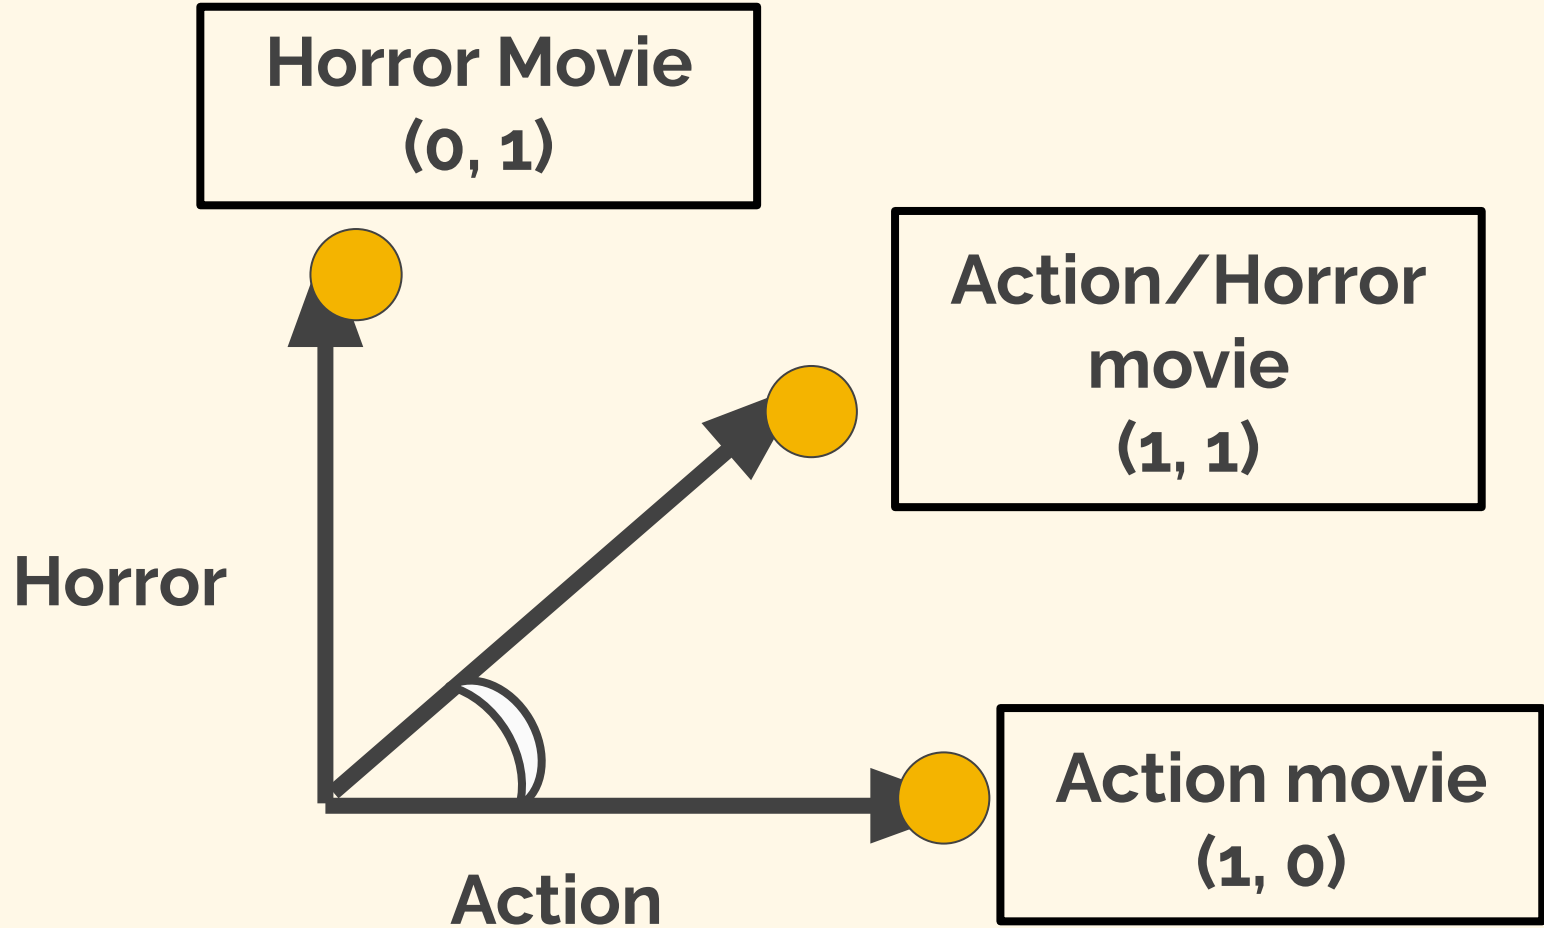 Horror Movie
(0, 1)
Action/Horror
movie
(1, 1)
Horror
Action movie
(1, 0)
Action